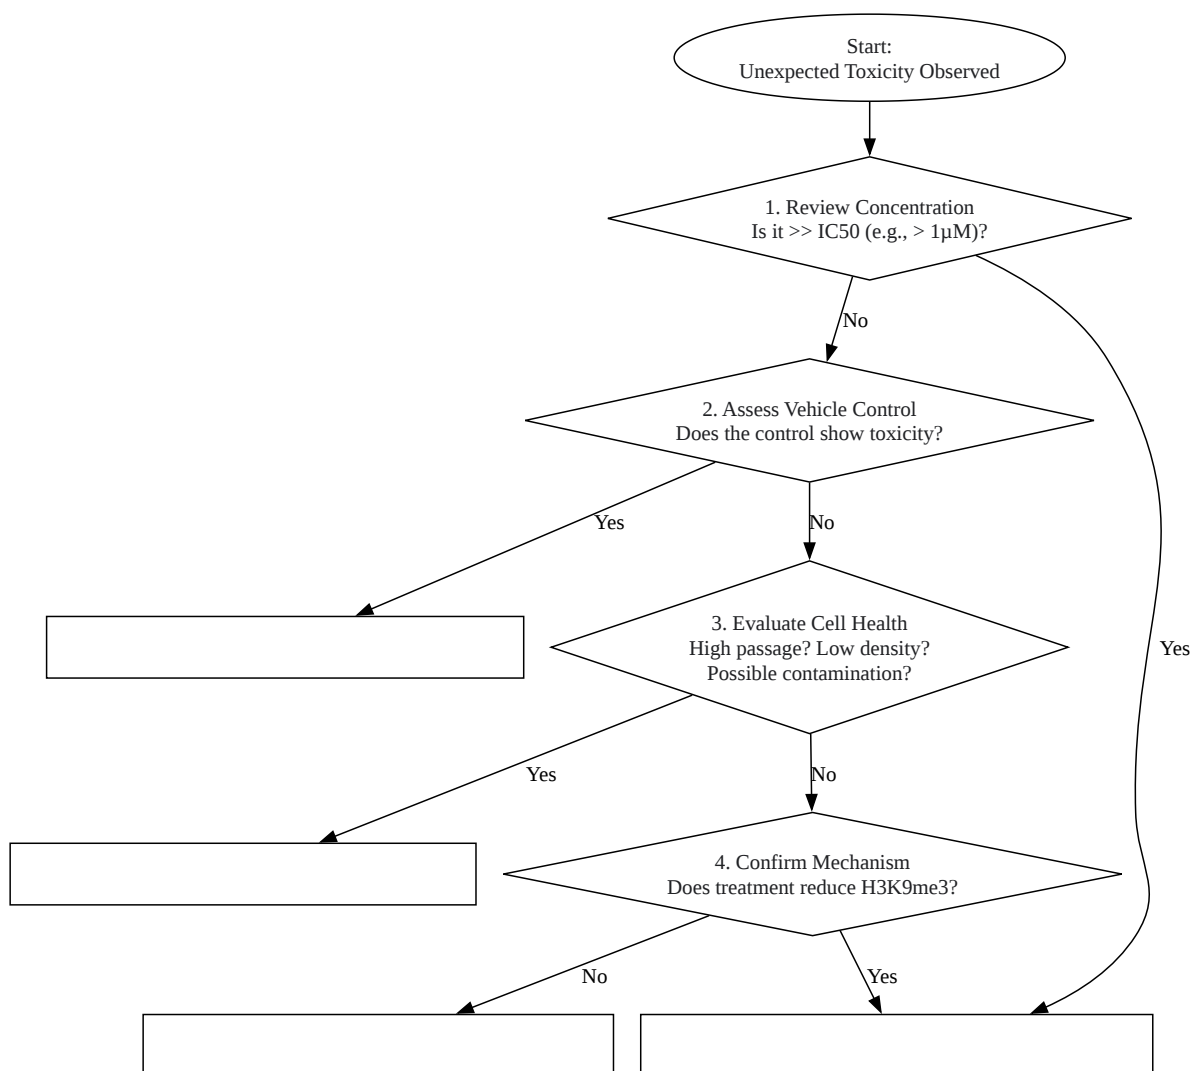 Start:
Unexpected Toxicity Observed
1. Review Concentration
Is it >> IC50 (e.g., > 1µM)?
No
2. Assess Vehicle Control
Does the control show toxicity?
Yes
No
3. Evaluate Cell Health
High passage? Low density?
Possible contamination?
Yes
Yes
No
4. Confirm Mechanism
Does treatment reduce H3K9me3?
No
Yes